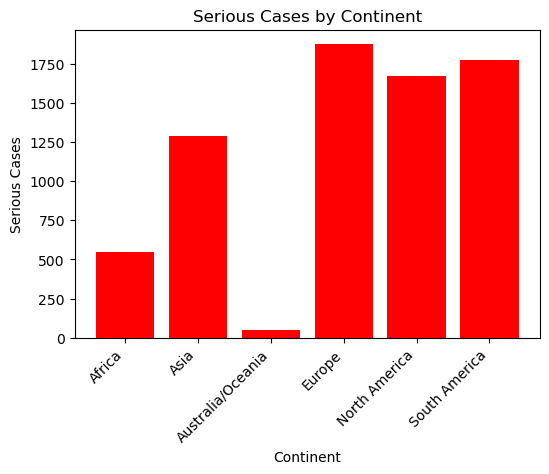 Serious Cases by Continent
Serious Cases
1750
1500
1250
1000
750
500
250
0
Africa
Asia
Australia/Oceania
Europe
North America
South America
Continent